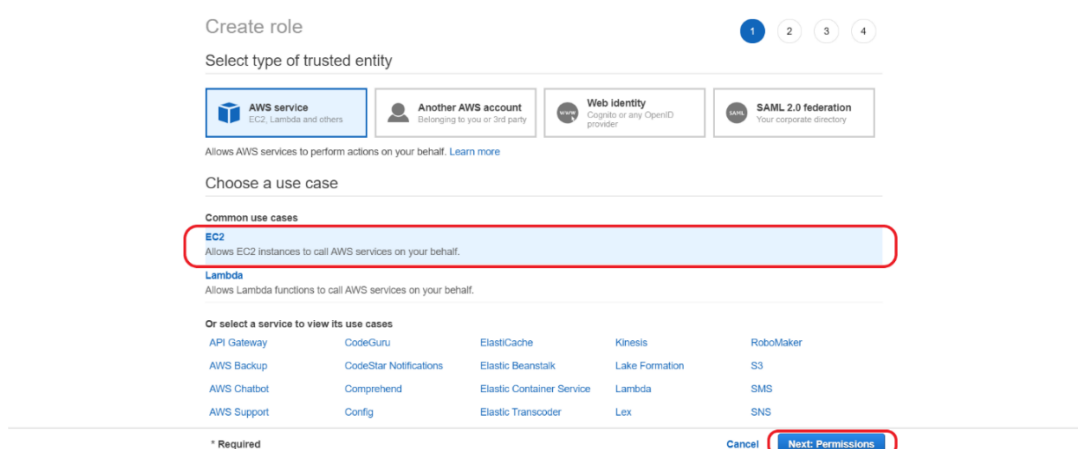 Create role
1 2 3 4
Select type of trusted entity
AWS service
EC2, Lambda and others
Another AWS account
Belonging to you or 3rd party
www
Web identity
Cognito or any OpenID
provider
SAML
SAML 2.0 federation
Your corporate directory
Allows AWS services to perform actions on your behalf. Learn more
Choose a use case
Common use cases
EC2
Allows EC2 instances to call AWS services on your behalf.
Lambda
Allows Lambda functions to call AWS services on your behalf.
Or select a service to view its use cases
API Gateway CodeGuru ElastiCache Kinesis RoboMaker
AWS Backup CodeStar Notifications Elastic Beanstalk Lake Formation S3
AWS Chatbot Comprehend Elastic Container Service Lambda SMS
AWS Support Config Elastic Transcoder Lex SNS
* Required Cancel Next: Permissions